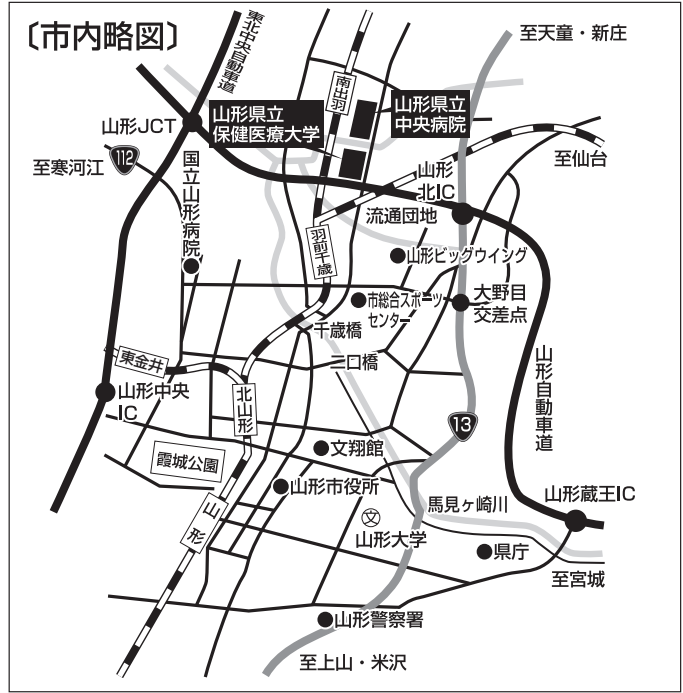 〔市内略図〕
東北中央自動車道
至天童・新庄
南出羽
山形県立
保健医療大学
山形県立
中央病院
山形JCT
至寒河江
112
国立山形病院
至仙台
山形
北IC
流通団地
羽前千歳
山形ビッグウイング
市総合スポーツ
センター
大野目
交差点
千歳橋
二口橋
東金井
山形中央
IC
北山形
山形自動車道
13
文翔館
霞城公園
山形市役所
山形
馬見ヶ崎川
山形蔵王IC
文
山形大学
県庁
至宮城
山形警察署
至上山・米沢